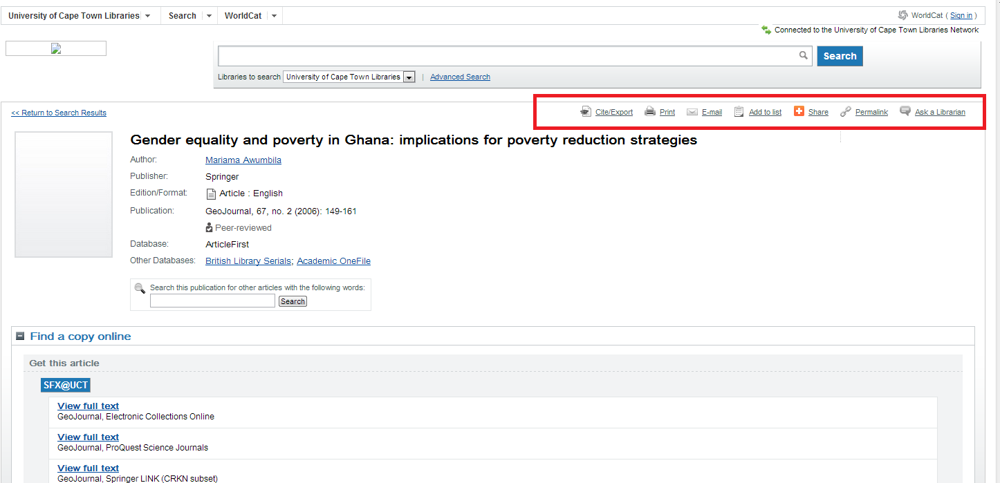 University of Cape Town Libraries Search WorldCat WorldCat ( Sign in )
Connected to the University of Cape Town Libraries Network
Search
Libraries to search University of Cape Town Libraries | Advanced Search
<< Return to Search Results Cite/Export Print E-mail Add to list Share Permalink Ask a Librarian
Gender equality and poverty in Ghana: implications for poverty reduction strategies
Author: Mariama Awumbila
Publisher: Springer
Edition/Format: Article : English
Publication: GeoJournal, 67, no. 2 (2006): 149-161
Peer-reviewed
Database: ArticleFirst
Other Databases: British Library Serials; Academic OneFile
Search this publication for other articles with the following words:
Search
Find a copy online
Get this article
SFX@UCT
View full text
GeoJournal, Electronic Collections Online
View full text
GeoJournal, ProQuest Science Journals
View full text
GeoJournal, Springer LINK (CRKN subset)